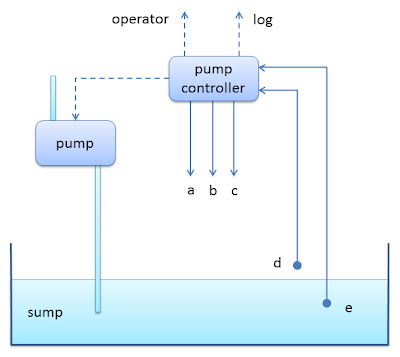 operator
log
pump
controller
pump
a
b
c
d
e
sump